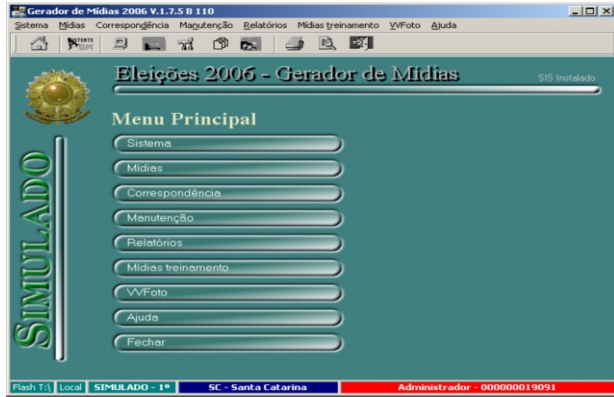 Gerador de Mídias 2006 V.1.7.5 B 110
Sistema Mídias Correspondência Manutenção Relatórios Mídias treinamento VVFoto Ajuda
Eleições 2006 - Gerador de Mídias
SIS Instalado
Menu Principal
Sistema
Mídias
Correspondência
Manutenção
Relatórios
Mídias treinamento
VVFoto
Ajuda
Fechar
SIMULADO
Flash T:\ Local SIMULADO - 1º SC - Santa Catarina Administrador - 000000019091